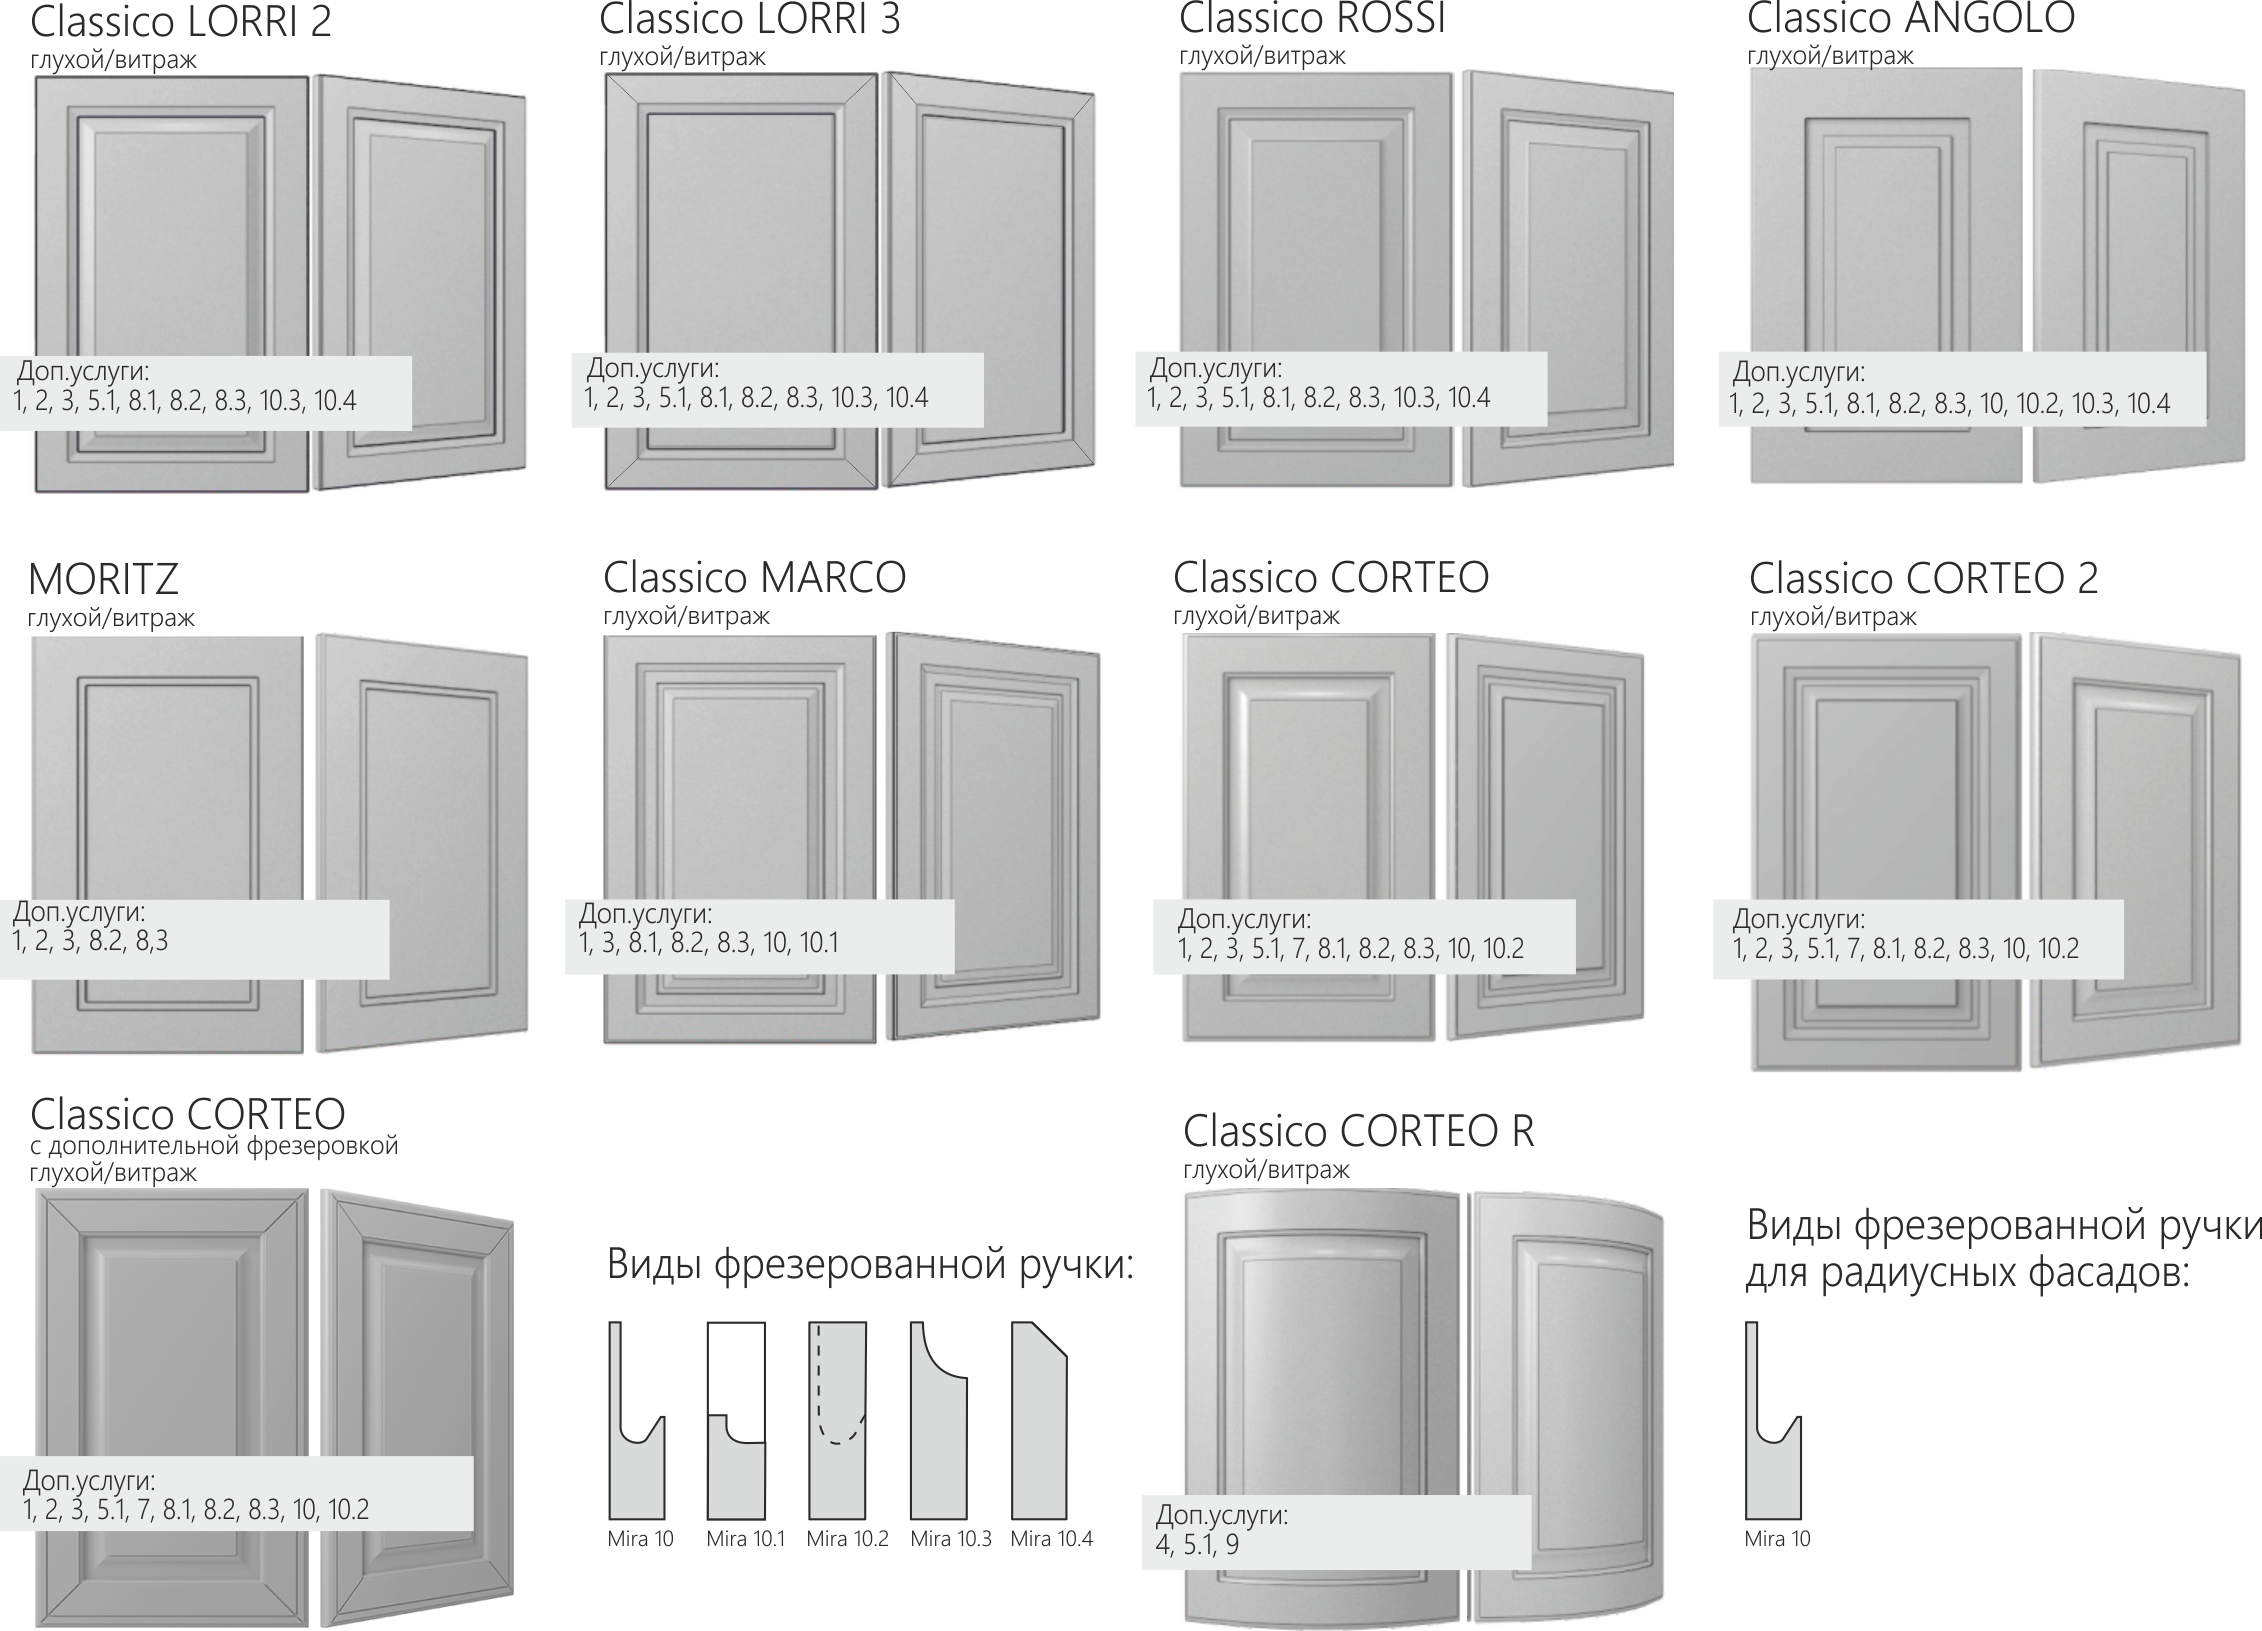 Classico LORRI 2
глухой/витраж
Доп.услуги:
1, 2, 3, 5.1, 8.1, 8.2, 8.3, 10.3, 10.4
Classico LORRI 3
глухой/витраж
Доп.услуги:
1, 2, 3, 5.1, 8.1, 8.2, 8.3, 10.3, 10.4
Classico ROSSI
глухой/витраж
Доп.услуги:
1, 2, 3, 5.1, 8.1, 8.2, 8.3, 10.3, 10.4
Classico ANGOLO
глухой/витраж
Доп.услуги:
1, 2, 3, 5.1, 8.1, 8.2, 8.3, 10, 10.2, 10.3, 10.4
MORITZ
глухой/витраж
Доп.услуги:
1, 2, 3, 8.2, 8,3
Classico MARCO
глухой/витраж
Доп.услуги:
1, 3, 8.1, 8.2, 8.3, 10, 10.1
Classico CORTEO
глухой/витраж
Доп.услуги:
1, 2, 3, 5.1, 7, 8.1, 8.2, 8.3, 10, 10.2
Classico CORTEO 2
глухой/витраж
Доп.услуги:
1, 2, 3, 5.1, 7, 8.1, 8.2, 8.3, 10, 10.2
Classico CORTEO
с дополнительной фрезеровкой
глухой/витраж
Доп.услуги:
1, 2, 3, 5.1, 7, 8.1, 8.2, 8.3, 10, 10.2
Виды фрезерованной ручки:
Mira 10
Mira 10.1
Mira 10.2
Mira 10.3
Mira 10.4
Classico CORTEO R
глухой/витраж
Доп.услуги:
4, 5.1, 9
Виды фрезерованной ручки
для радиусных фасадов:
Mira 10